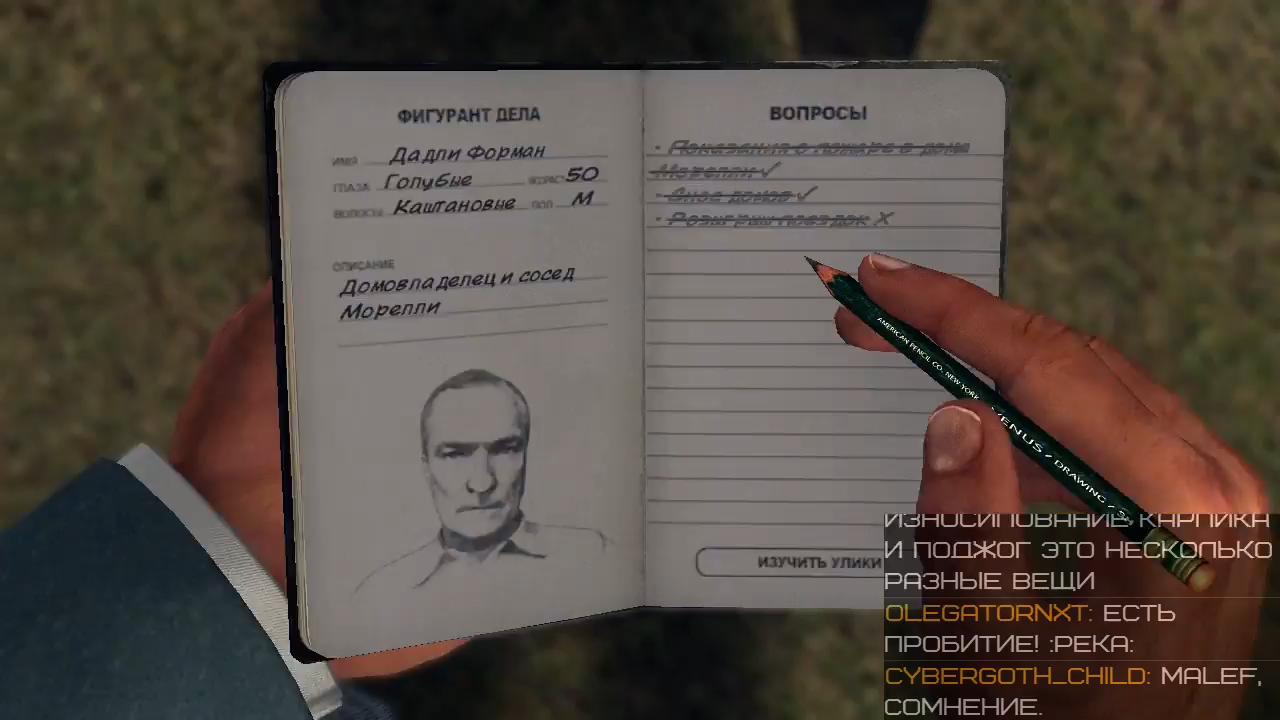 ФИГУРАНТ ДЕЛА
ИМЯ Дадли Форман
ГЛАЗА Голубые ВОЗРАСТ 50
ВОЛОСЫ Каштановые ПОЛ М
ОПИСАНИЕ
Домовладелец и сосед
Морелли
ВОПРОСЫ
- Показания о пожаре в доме
Морелли ✓
- Снос домов ✓
- Розыгрыш поездок X
ИЗУЧИТЬ УЛИКИ
AMERICAN PENCIL CO. NEW YORK VENUS / DRAWING /
ИЗНОСИЛОВАНИЕ КАРЛИКА
И ПОДЖОГ ЭТО НЕСКОЛЬКО
РАЗНЫЕ ВЕЩИ
OLEGATORNXT: ЕСТЬ
ПРОБИТИЕ! :РЕКА:
CYBERGOTH_CHILD: MALEF,
СОМНЕНИЕ.